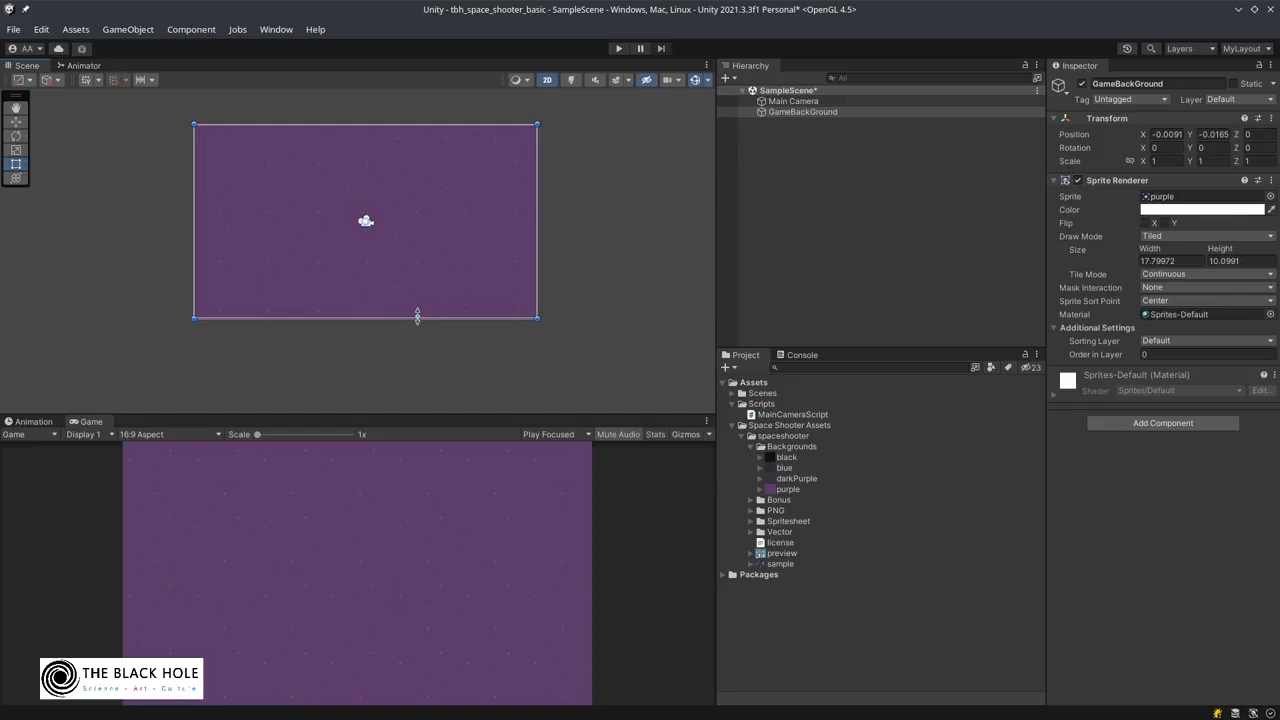 Unity - tbh_space_shooter_basic - SampleScene - Windows, Mac, Linux - Unity 2021.3.3f1 Personal* <OpenGL 4.5>
File Edit Assets GameObject Component Jobs Window Help
AA Layers MyLayout
Scene Animator
2D
Hierarchy
All
SampleScene*
Main Camera
GameBackGround
Inspector
GameBackGround Static
Tag Untagged Layer Default
Transform
Position X -0.0091 Y -0.0165 Z 0
Rotation X 0 Y 0 Z 0
Scale X 1 Y 1 Z 1
Sprite Renderer
Sprite purple
Color
Flip X Y
Draw Mode Tiled
Size Width Height
17.79972 10.0991
Tile Mode Continuous
Mask Interaction None
Sprite Sort Point Center
Material Sprites-Default
Additional Settings
Sorting Layer Default
Order in Layer 0
Sprites-Default (Material)
Shader Sprites/Default Edit...
Add Component
Project Console
23
Assets
Scenes
Scripts
MainCameraScript
Space Shooter Assets
spaceshooter
Backgrounds
black
blue
darkPurple
purple
Bonus
PNG
Spritesheet
Vector
license
preview
sample
Packages
Animation Game
Game Display 1 16:9 Aspect Scale 1x Play Focused Mute Audio Stats Gizmos
THE BLACK HOLE
Science • Art • Culture